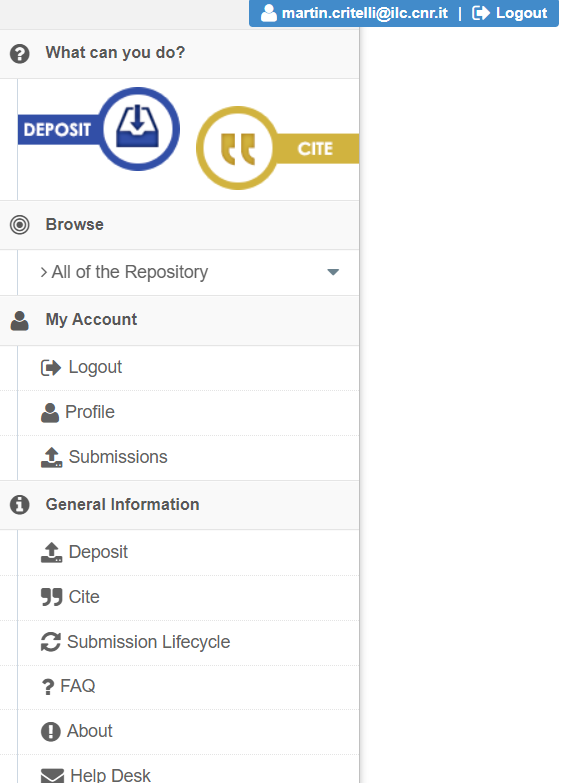 martin.critelli@ilc.cnr.it | Logout
What can you do?
DEPOSIT
CITE
Browse
> All of the Repository
My Account
Logout
Profile
Submissions
General Information
Deposit
Cite
Submission Lifecycle
FAQ
About
Help Desk